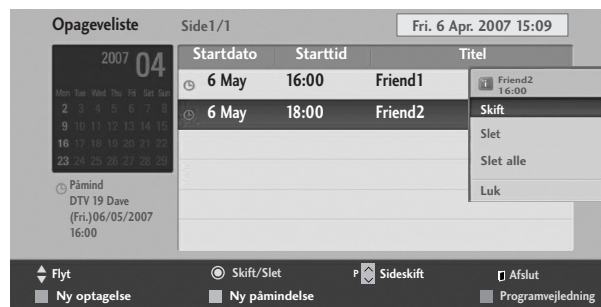 Opageveliste Side1/1 Fri. 6 Apr. 2007 15:09
2007 04
Mon Tue Wed Thu Fri Sat Sun
2 3 4 5 6 7 8
9 10 11 12 13 14 15
16 17 18 19 20 21 22
23 24 25 26 27 28 29
Påmind
DTV 19 Dave
(Fri.)06/05/2007
16:00
Startdato Starttid Titel
6 May 16:00 Friend1
6 May 18:00 Friend2
Friend2
16:00
Skift
Slet
Slet alle
Luk
Flyt Skift/Slet P Sideskift Afslut
Ny optagelse Ny påmindelse Programvejledning